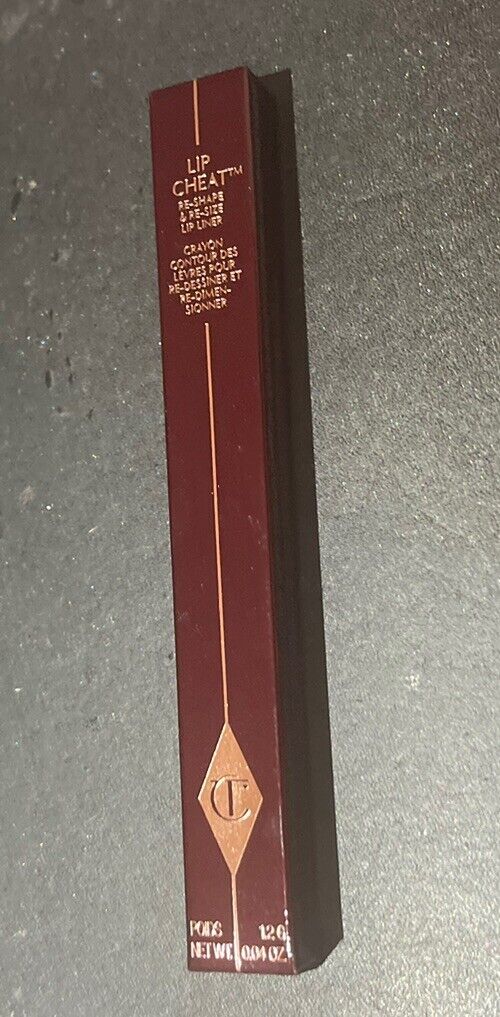 LIP
CHEAT™
RE-SHAPE
& RE-SIZE
LIP LINER
CRAYON
CONTOUR DES
LÈVRES POUR
RE-DESSINER ET
RE-DIMEN-
SIONNER
CT
POIDS 1.2 G
NET WT. 0.04 OZ